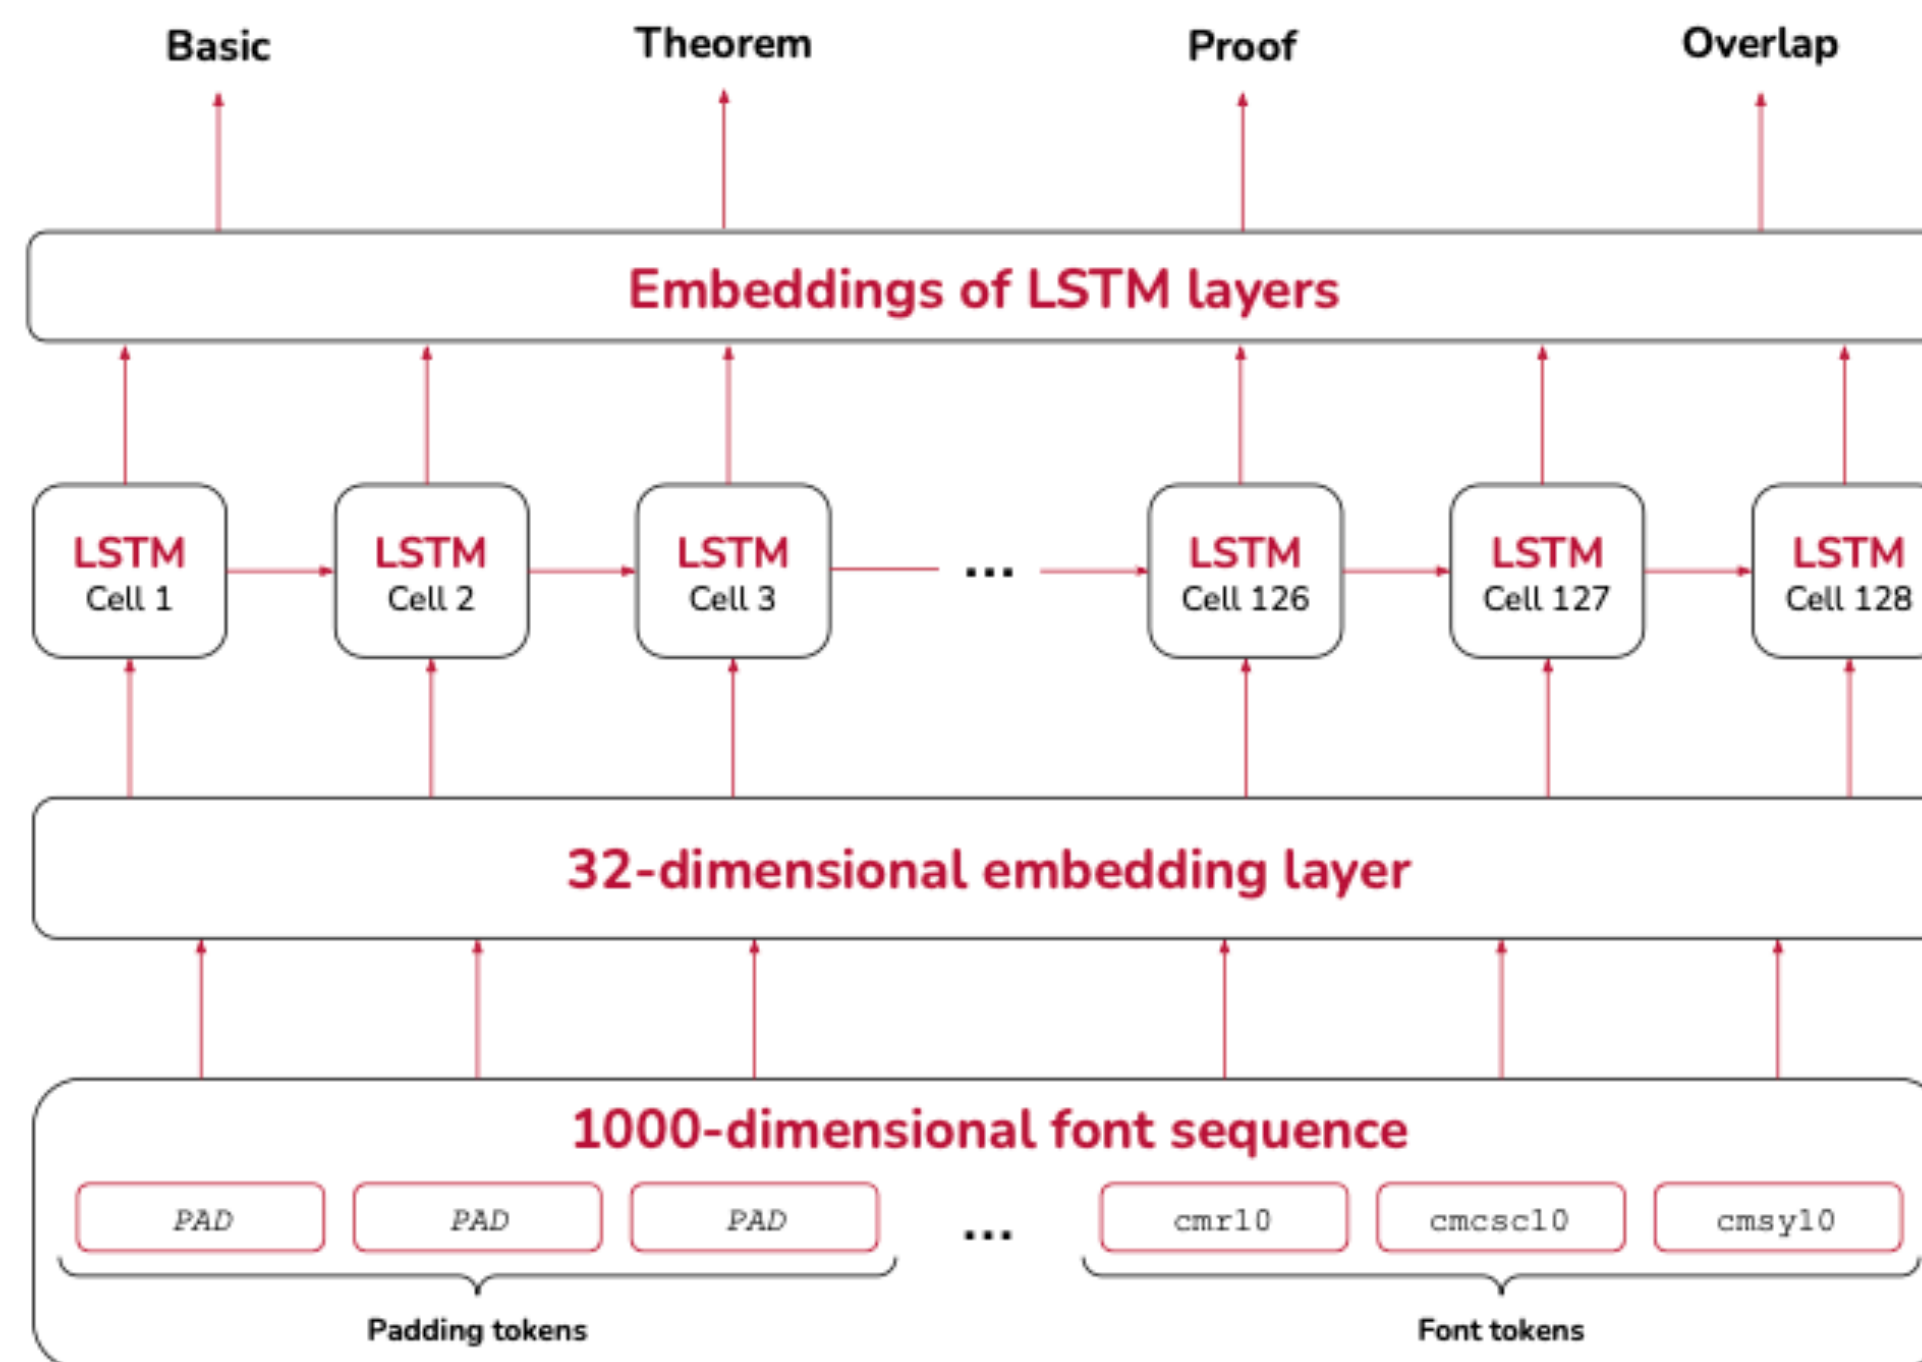 Basic Theorem Proof Overlap
Embeddings of LSTM layers
LSTM LSTM LSTM ... LSTM LSTM LSTM
Cell 1 Cell 2 Cell 3 Cell 126 Cell 127 Cell 128
32-dimensional embedding layer
1000-dimensional font sequence
PAD PAD PAD ... cmr10 cmcsc10 cmsy10
Padding tokens Font tokens